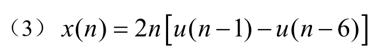 （3） x(n) = 2n[u(n−1)−u(n−6)]